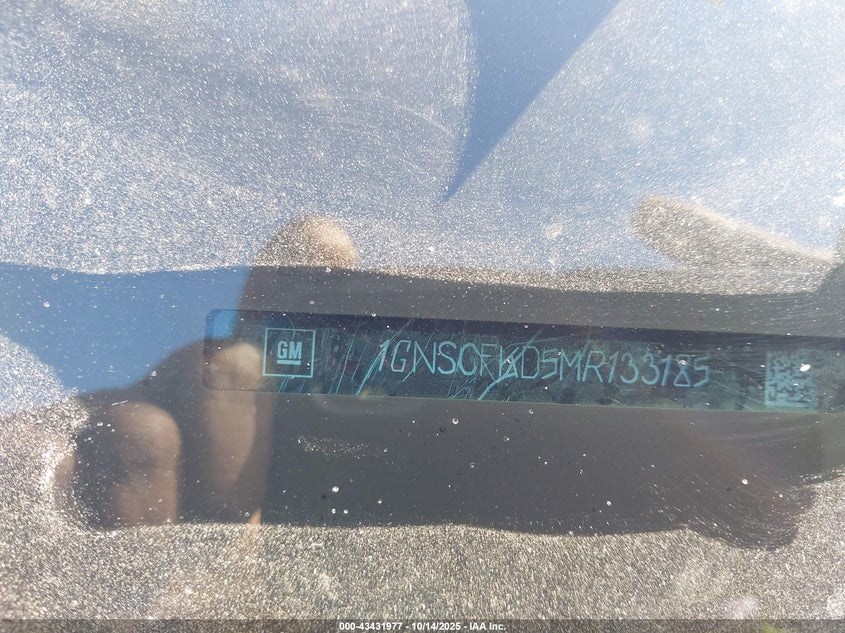 GM 1GNSCFKD5MR133185
000-43431977 - 10/14/2025 - IAA Inc.